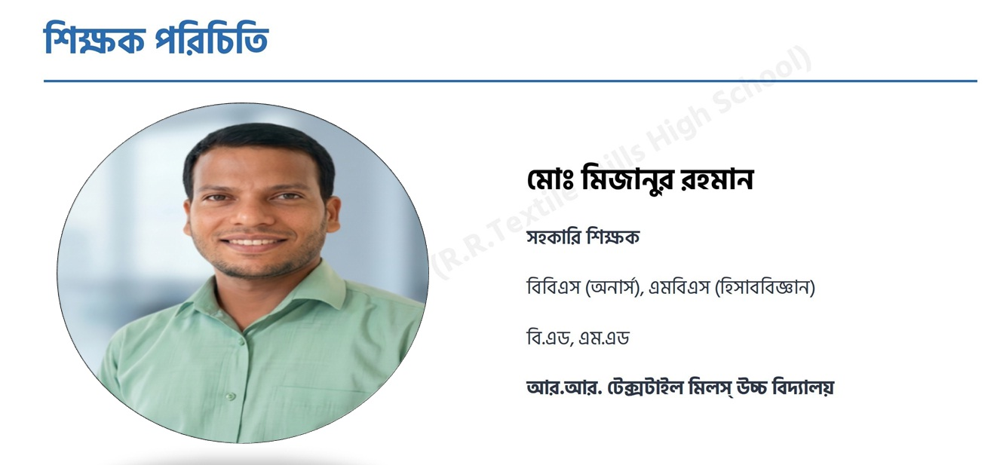 শিক্ষক পরিচিতি
মোঃ মিজানুর রহমান
সহকারি শিক্ষক
বিবিএস (অনার্স), এমবিএস (হিসাববিজ্ঞান)
বি.এড, এম.এড
আর.আর. টেক্সটাইল মিলস্ উচ্চ বিদ্যালয়
(R.R.Textile Mills High School)